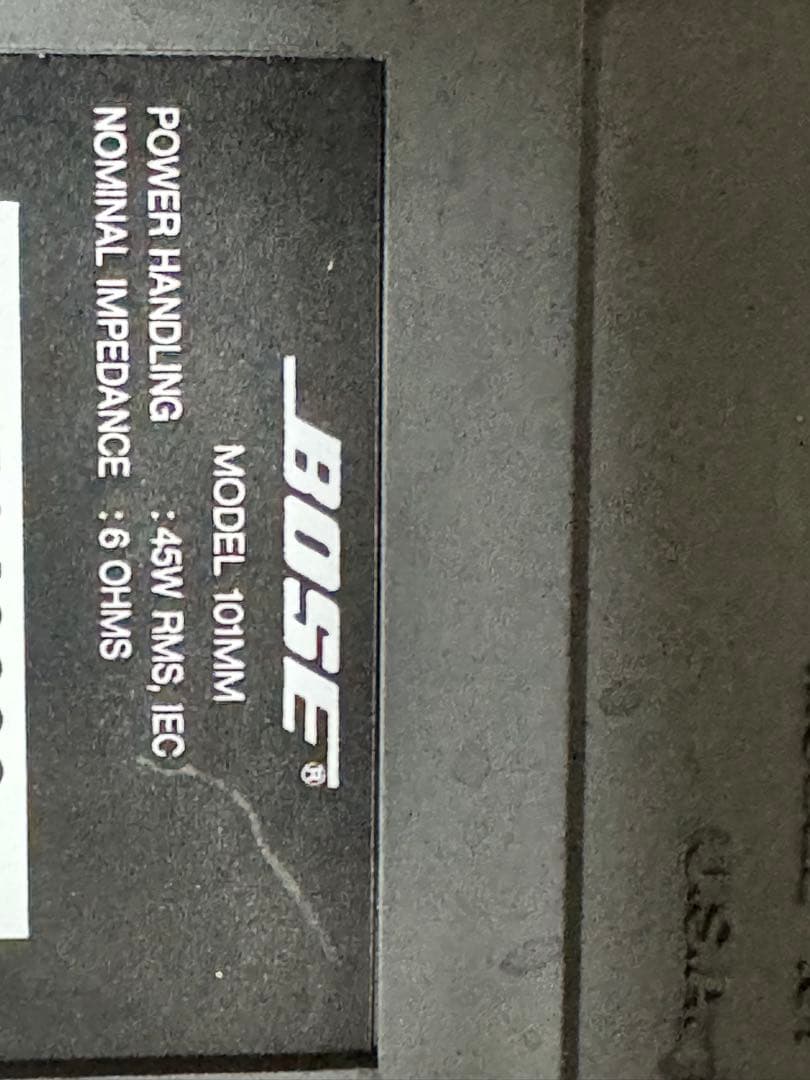 BOSE®
MODEL 101MM
POWER HANDLING : 45W RMS, IEC
NOMINAL IMPEDANCE : 6 OHMS
U.S.A